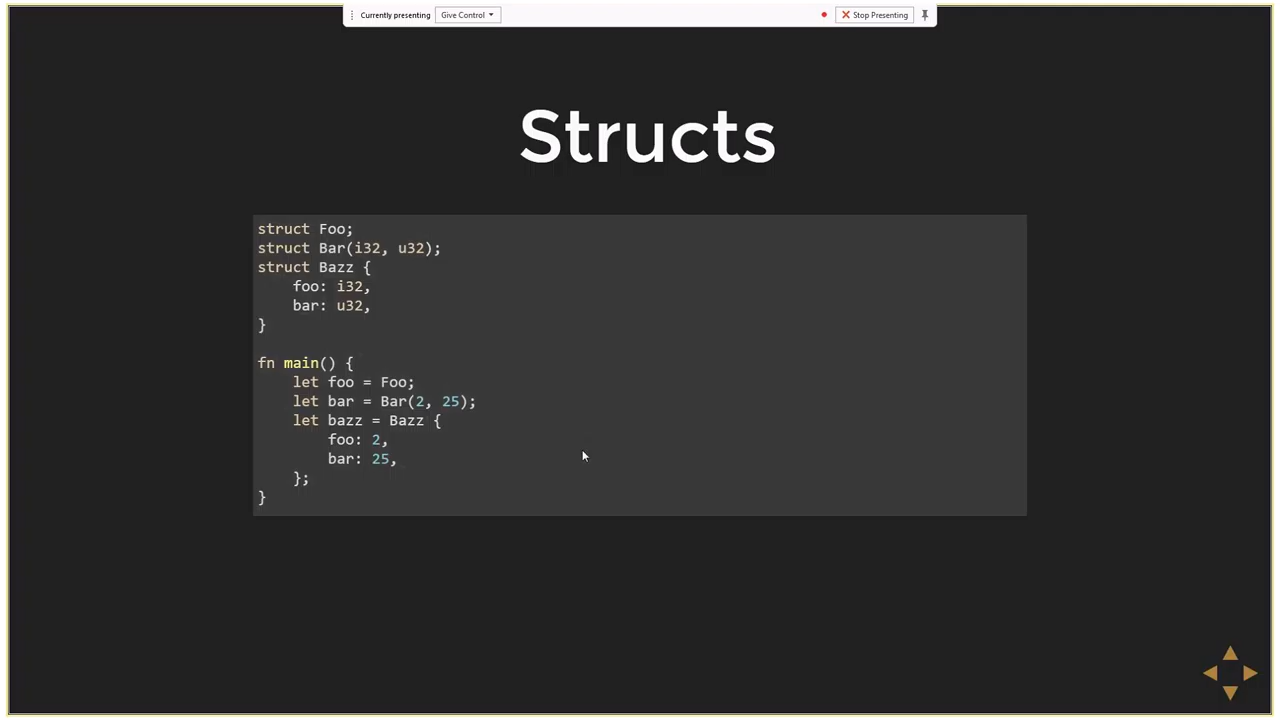 Currently presenting Give Control Stop Presenting
Structs
struct Foo;
struct Bar(i32, u32);
struct Bazz {
    foo: i32,
    bar: u32,
}
fn main() {
    let foo = Foo;
    let bar = Bar(2, 25);
    let bazz = Bazz {
        foo: 2,
        bar: 25,
    };
}